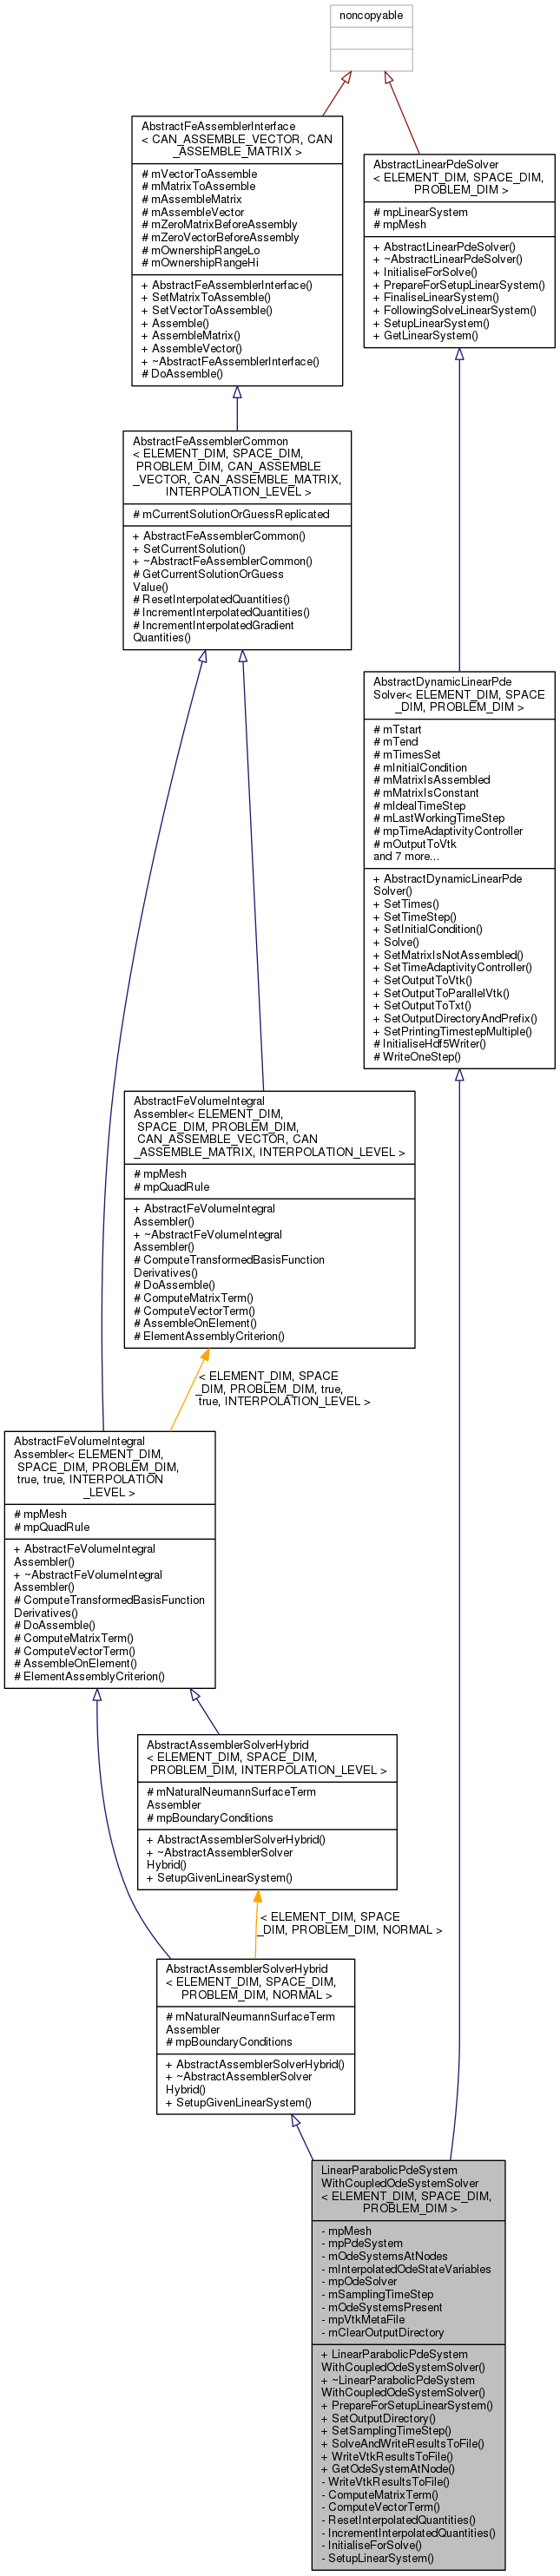 noncopyable
AbstractFeAssemblerInterface
< CAN_ASSEMBLE_VECTOR, CAN
_ASSEMBLE_MATRIX >
# mVectorToAssemble
# mMatrixToAssemble
# mAssembleMatrix
# mAssembleVector
# mZeroMatrixBeforeAssembly
# mZeroVectorBeforeAssembly
# mOwnershipRangeLo
# mOwnershipRangeHi
+ AbstractFeAssemblerInterface()
+ SetMatrixToAssemble()
+ SetVectorToAssemble()
+ Assemble()
+ AssembleMatrix()
+ AssembleVector()
+ ~AbstractFeAssemblerInterface()
# DoAssemble()
AbstractLinearPdeSolver
< ELEMENT_DIM, SPACE_DIM,
PROBLEM_DIM >
# mpLinearSystem
# mpMesh
+ AbstractLinearPdeSolver()
+ ~AbstractLinearPdeSolver()
+ InitialiseForSolve()
+ PrepareForSetupLinearSystem()
+ FinaliseLinearSystem()
+ FollowingSolveLinearSystem()
+ SetupLinearSystem()
+ GetLinearSystem()
AbstractFeAssemblerCommon
< ELEMENT_DIM, SPACE_DIM,
PROBLEM_DIM, CAN_ASSEMBLE
_VECTOR, CAN_ASSEMBLE_MATRIX,
INTERPOLATION_LEVEL >
# mCurrentSolutionOrGuessReplicated
+ AbstractFeAssemblerCommon()
+ SetCurrentSolution()
+ ~AbstractFeAssemblerCommon()
# GetCurrentSolutionOrGuess
Value()
# ResetInterpolatedQuantities()
# IncrementInterpolatedQuantities()
# IncrementInterpolatedGradient
Quantities()
AbstractDynamicLinearPde
Solver< ELEMENT_DIM, SPACE
_DIM, PROBLEM_DIM >
# mTstart
# mTend
# mTimesSet
# mInitialCondition
# mMatrixIsAssembled
# mMatrixIsConstant
# mIdealTimeStep
# mLastWorkingTimeStep
# mpTimeAdaptivityController
# mOutputToVtk
and 7 more...
+ AbstractDynamicLinearPde
Solver()
+ SetTimes()
+ SetTimeStep()
+ SetInitialCondition()
+ Solve()
+ SetMatrixIsNotAssembled()
+ SetTimeAdaptivityController()
+ SetOutputToVtk()
+ SetOutputToParallelVtk()
+ SetOutputToTxt()
+ SetOutputDirectoryAndPrefix()
+ SetPrintingTimestepMultiple()
# InitialiseHdf5Writer()
# WriteOneStep()
AbstractFeVolumeIntegral
Assembler< ELEMENT_DIM,
SPACE_DIM, PROBLEM_DIM,
CAN_ASSEMBLE_VECTOR, CAN
_ASSEMBLE_MATRIX, INTERPOLATION_LEVEL >
# mpMesh
# mpQuadRule
+ AbstractFeVolumeIntegral
Assembler()
+ ~AbstractFeVolumeIntegral
Assembler()
# ComputeTransformedBasisFunction
Derivatives()
# DoAssemble()
# ComputeMatrixTerm()
# ComputeVectorTerm()
# AssembleOnElement()
# ElementAssemblyCriterion()
< ELEMENT_DIM, SPACE
_DIM, PROBLEM_DIM, true,
true, INTERPOLATION_LEVEL >
AbstractFeVolumeIntegral
Assembler< ELEMENT_DIM,
SPACE_DIM, PROBLEM_DIM,
true, true, INTERPOLATION
_LEVEL >
# mpMesh
# mpQuadRule
+ AbstractFeVolumeIntegral
Assembler()
+ ~AbstractFeVolumeIntegral
Assembler()
# ComputeTransformedBasisFunction
Derivatives()
# DoAssemble()
# ComputeMatrixTerm()
# ComputeVectorTerm()
# AssembleOnElement()
# ElementAssemblyCriterion()
AbstractAssemblerSolverHybrid
< ELEMENT_DIM, SPACE_DIM,
PROBLEM_DIM, INTERPOLATION_LEVEL >
# mNaturalNeumannSurfaceTerm
Assembler
# mpBoundaryConditions
+ AbstractAssemblerSolverHybrid()
+ ~AbstractAssemblerSolver
Hybrid()
+ SetupGivenLinearSystem()
< ELEMENT_DIM, SPACE
_DIM, PROBLEM_DIM, NORMAL >
AbstractAssemblerSolverHybrid
< ELEMENT_DIM, SPACE_DIM,
PROBLEM_DIM, NORMAL >
# mNaturalNeumannSurfaceTerm
Assembler
# mpBoundaryConditions
+ AbstractAssemblerSolverHybrid()
+ ~AbstractAssemblerSolver
Hybrid()
+ SetupGivenLinearSystem()
LinearParabolicPdeSystem
WithCoupledOdeSystemSolver
< ELEMENT_DIM, SPACE_DIM,
PROBLEM_DIM >
- mpMesh
- mpPdeSystem
- mOdeSystemsAtNodes
- mInterpolatedOdeStateVariables
- mpOdeSolver
- mSamplingTimeStep
- mOdeSystemsPresent
- mpVtkMetaFile
- mClearOutputDirectory
+ LinearParabolicPdeSystem
WithCoupledOdeSystemSolver()
+ ~LinearParabolicPdeSystem
WithCoupledOdeSystemSolver()
+ PrepareForSetupLinearSystem()
+ SetOutputDirectory()
+ SetSamplingTimeStep()
+ SolveAndWriteResultsToFile()
+ WriteVtkResultsToFile()
+ GetOdeSystemAtNode()
- WriteVtkResultsToFile()
- ComputeMatrixTerm()
- ComputeVectorTerm()
- ResetInterpolatedQuantities()
- IncrementInterpolatedQuantities()
- InitialiseForSolve()
- SetupLinearSystem()